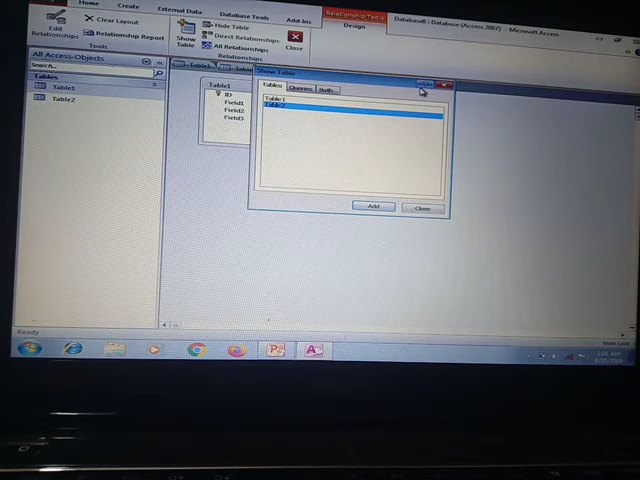 Relationship Tools
Database8 : Database (Access 2007) - Microsoft Access
Home
Create
External Data
Database Tools
Add-Ins
Design
Edit
Relationships
Clear Layout
Relationship Report
Tools
Show
Table
Hide Table
Direct Relationships
All Relationships
Relationships
Close
All Access Objects
Search...
Tables
Table1
Table2
Table1
Table1
ID
Field1
Field2
Field3
Show Table
Tables
Queries
Both
Table1
Table2
Add
Close
Ready
Num Lock